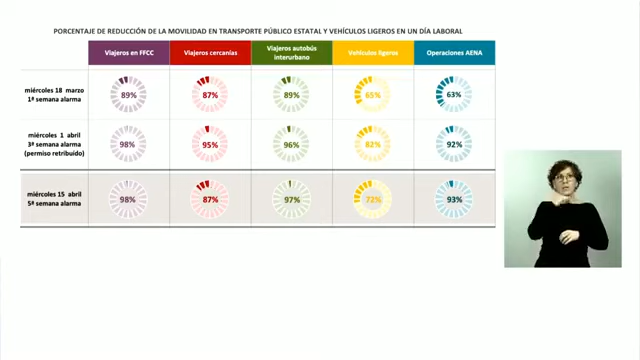 PORCENTAJE DE REDUCCIÓN DE LA MOVILIDAD EN TRANSPORTE PÚBLICO ESTATAL Y VEHÍCULOS LIGEROS EN UN DÍA LABORAL
Viajeros en FFCC Viajeros cercanías Viajeros autobús interurbano Vehículos ligeros Operaciones AENA
miércoles 18 marzo
1ª semana alarma
89% 87% 89% 65% 63%
miércoles 1 abril
3ª semana alarma
(permiso retribuido)
98% 95% 96% 82% 92%
miércoles 15 abril
5ª semana alarma
98% 87% 97% 72% 93%